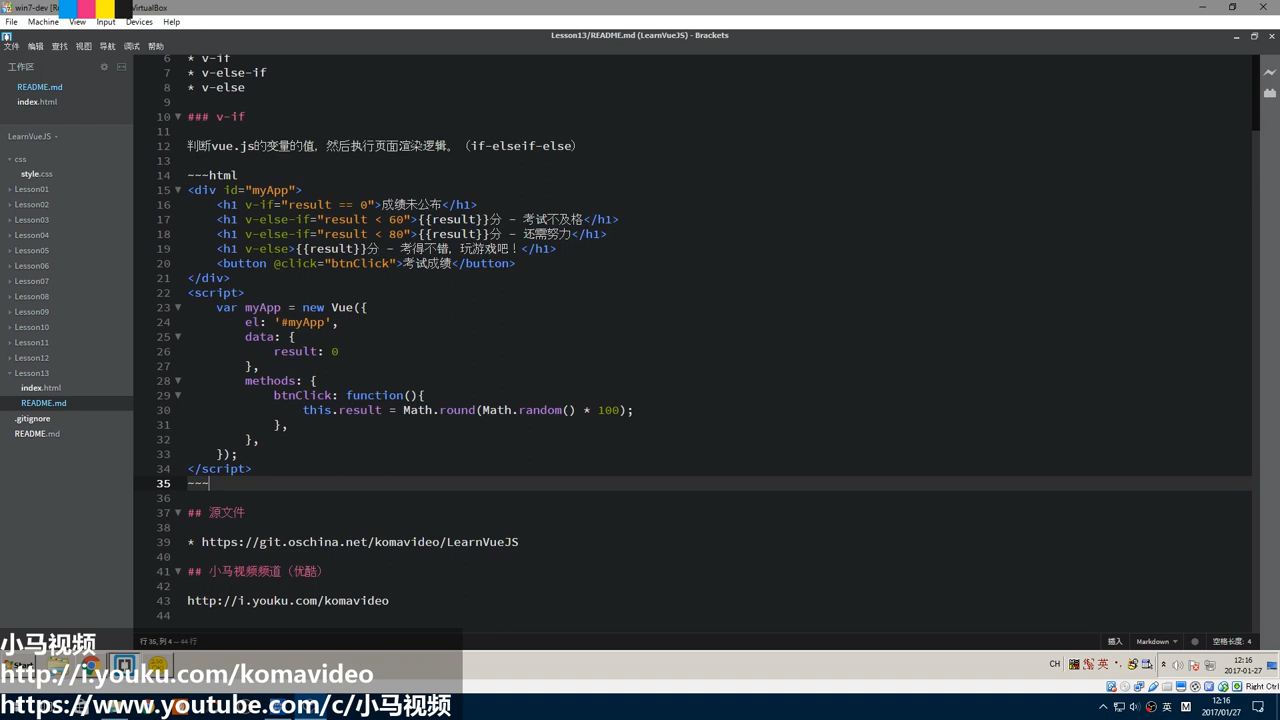 win7-dev [R
VirtualBox
File Machine View Input Devices Help
Lesson13/README.md (LearnVueJS) - Brackets
文件 编辑 查找 视图 导航 调试 帮助
工作区
README.md
index.html
LearnVueJS
css
style.css
Lesson01
Lesson02
Lesson03
Lesson04
Lesson05
Lesson06
Lesson07
Lesson08
Lesson09
Lesson10
Lesson11
Lesson12
Lesson13
index.html
README.md
.gitignore
README.md
6 * v-if
7 * v-else-if
8 * v-else
9
10 ### v-if
11
12 判断vue.js的变量的值，然后执行页面渲染逻辑。（if-elseif-else）
13
14 ~~~html
15 <div id="myApp">
16 <h1 v-if="result == 0">成绩未公布</h1>
17 <h1 v-else-if="result < 60">{{result}}分 - 考试不及格</h1>
18 <h1 v-else-if="result < 80">{{result}}分 - 还需努力</h1>
19 <h1 v-else>{{result}}分 - 考得不错，玩游戏吧！</h1>
20 <button @click="btnClick">考试成绩</button>
21 </div>
22 <script>
23 var myApp = new Vue({
24 el: '#myApp',
25 data: {
26 result: 0
27 },
28 methods: {
29 btnClick: function(){
30 this.result = Math.round(Math.random() * 100);
31 },
32 },
33 });
34 </script>
35 ~~~
36
37 ## 源文件
38
39 * https://git.oschina.net/komavideo/LearnVueJS
40
41 ## 小马视频频道（优酷）
42
43 http://i.youku.com/komavideo
44
行 35, 列 4 — 44 行
插入 Markdown 空格长度: 4
小马视频
http://i.youku.com/komavideo
https://www.youtube.com/c/小马视频
CH 英 12:16
2017-01-27
Right Ctrl
英 M 12:16
2017/01/27